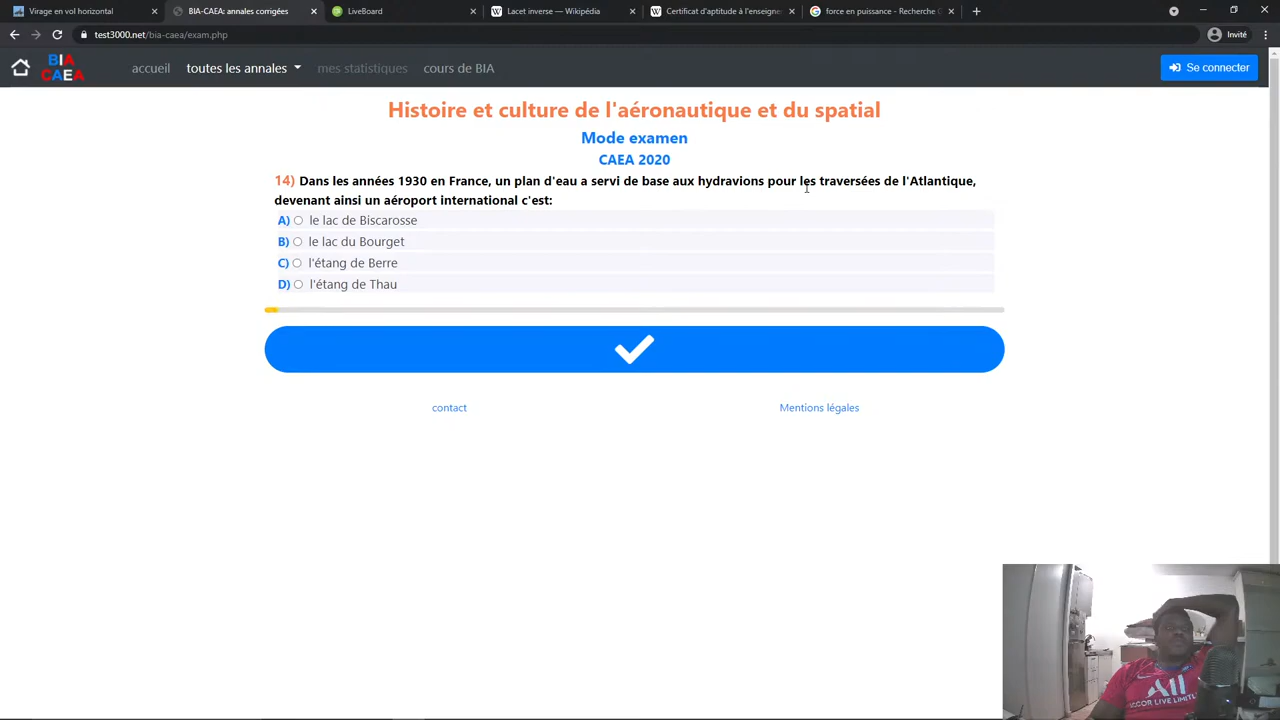 Virage en vol horizontal
BIA-CAEA: annales corrigées
LiveBoard
Lacet inverse — Wikipédia
Certificat d'aptitude à l'enseigne
force en puissance - Recherche G
test3000.net/bia-caea/exam.php
Invité
BIA
CAEA
accueil
toutes les annales
mes statistiques
cours de BIA
Se connecter
Histoire et culture de l'aéronautique et du spatial
Mode examen
CAEA 2020
14) Dans les années 1930 en France, un plan d'eau a servi de base aux hydravions pour les traversées de l'Atlantique,
devenant ainsi un aéroport international c'est:
A) le lac de Biscarosse
B) le lac du Bourget
C) l'étang de Berre
D) l'étang de Thau
contact
Mentions légales
ALL
ACCOR LIVE LIMITL